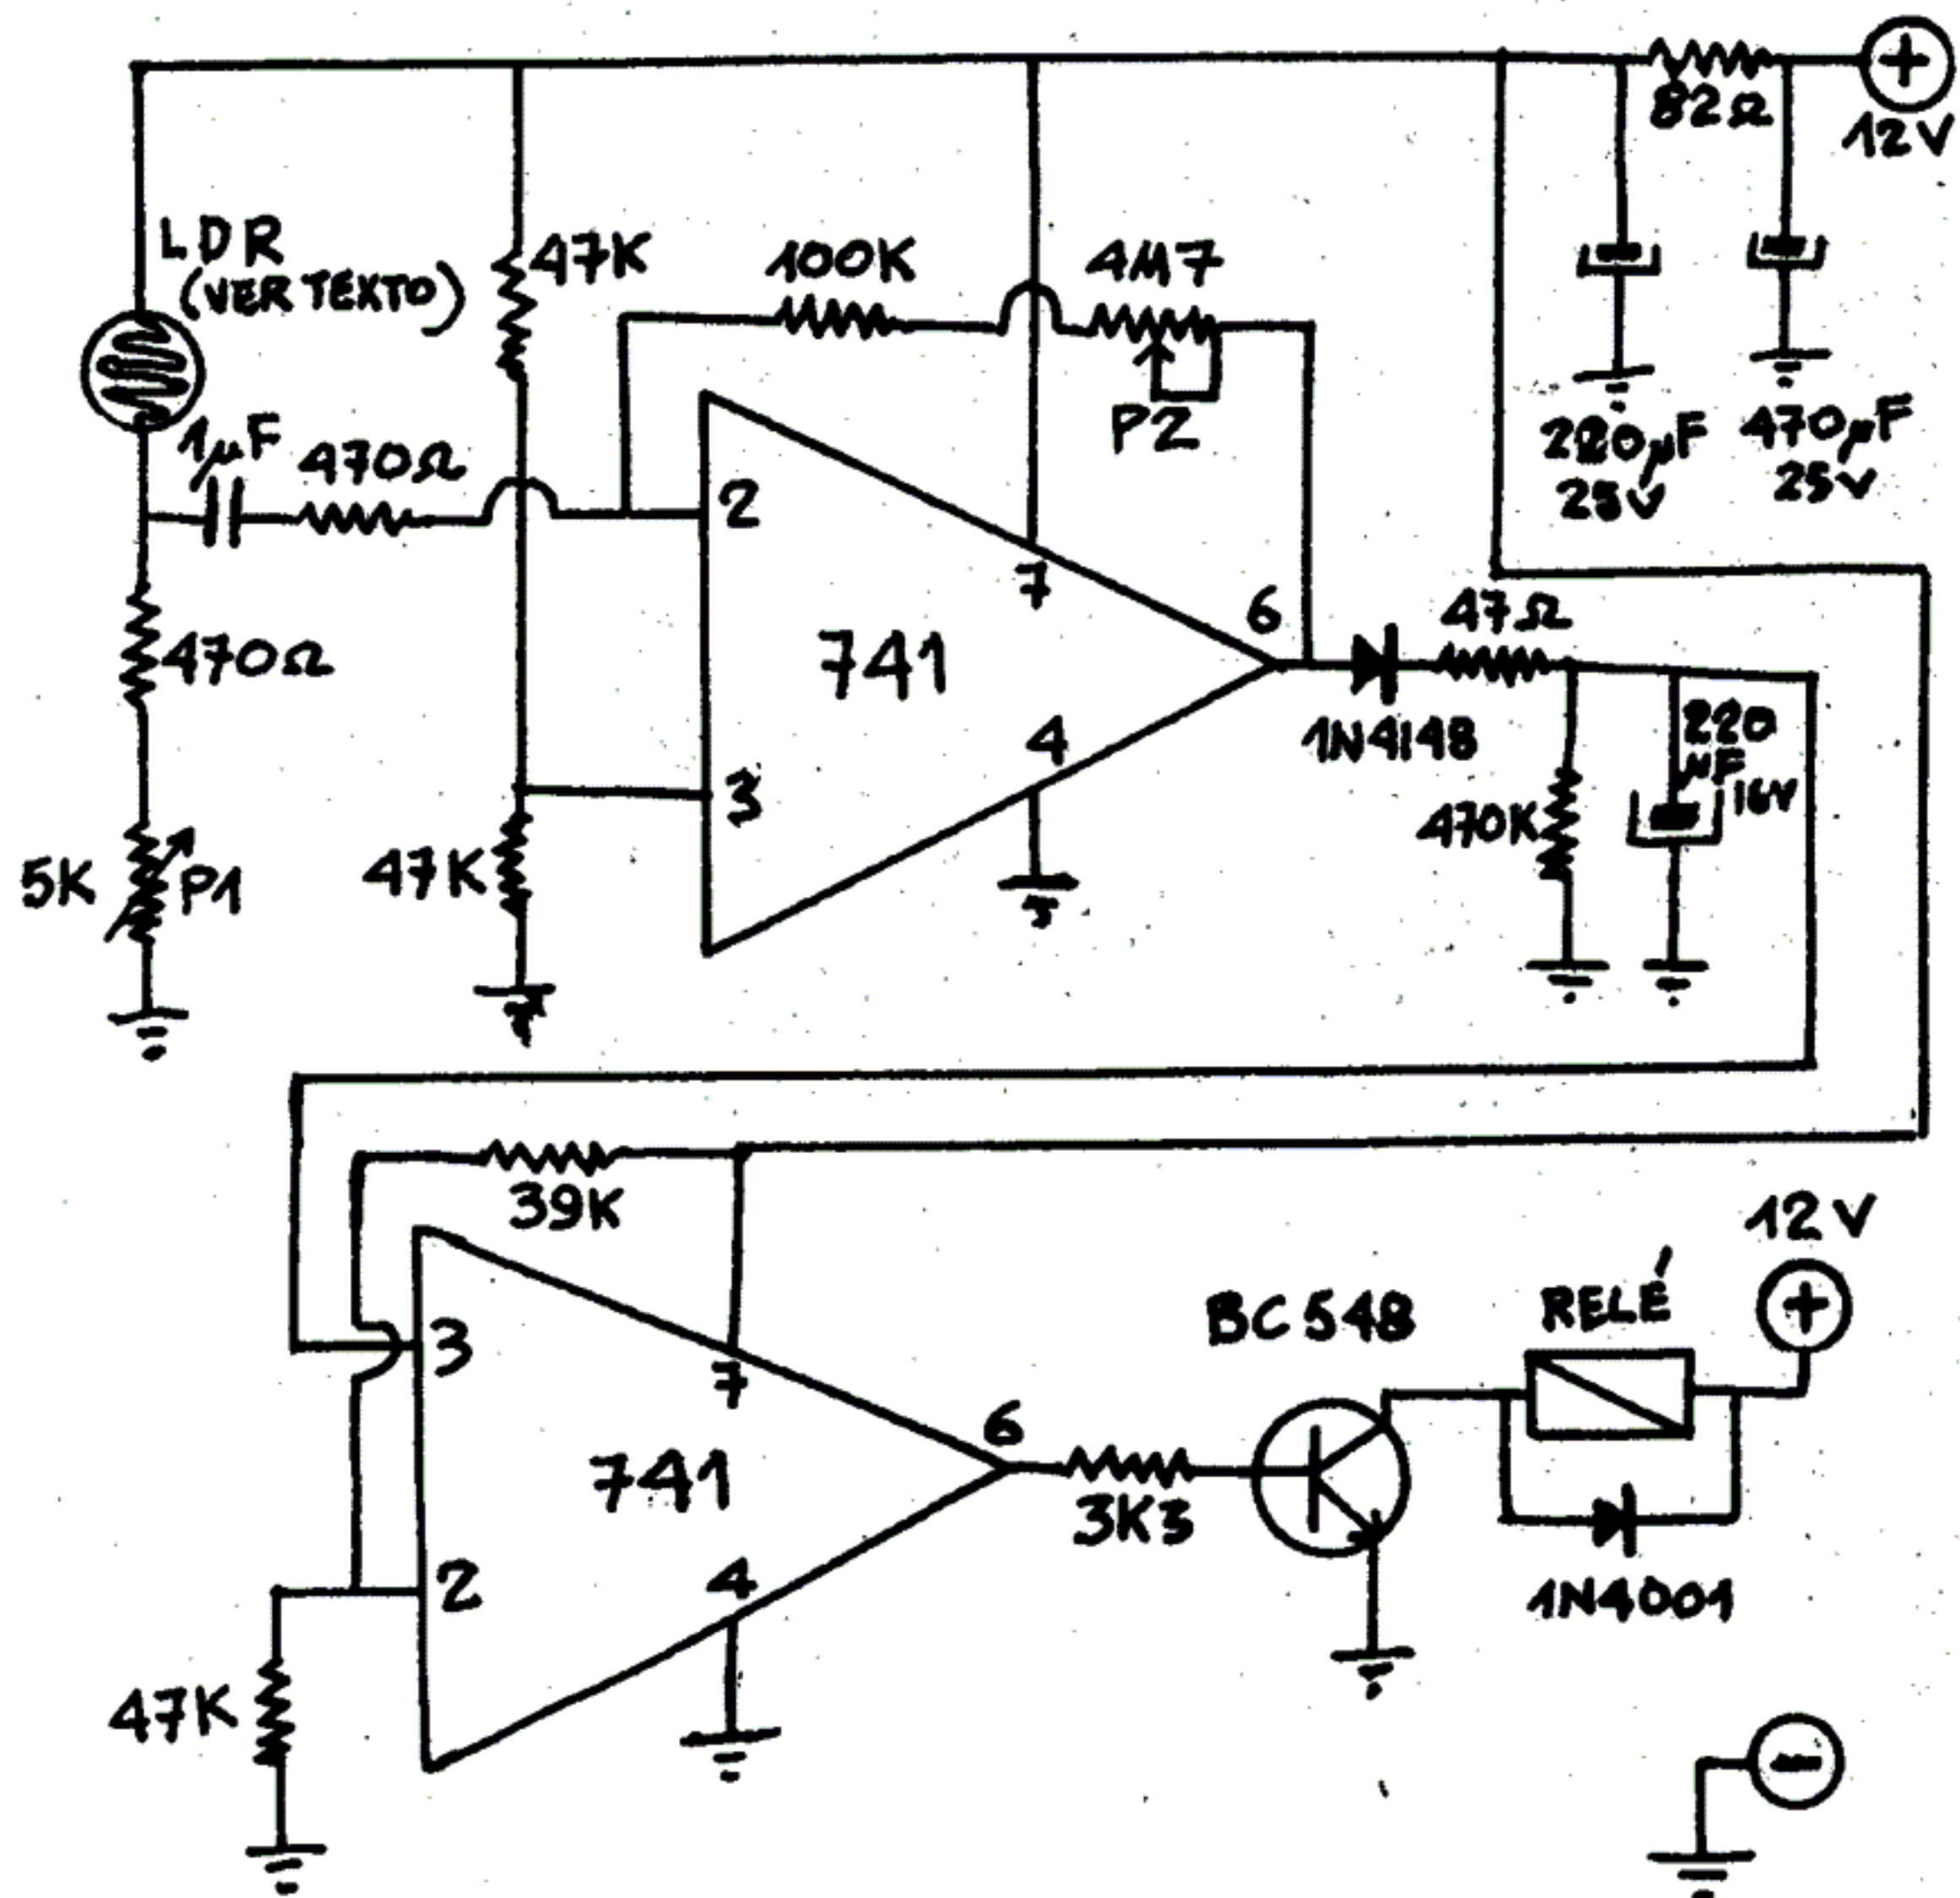 82Ω
12V
LDR
(VER TEXTO)
47K
100K
4M7
P2
1µF
470Ω
220µF
25V
470µF
25V
2
7
6
47Ω
741
470Ω
1N4148
220
µF
16V
4
3
470K
5K
P1
47K
39K
12V
3
7
BC548
RELÉ
6
741
3K3
4
2
1N4001
47K